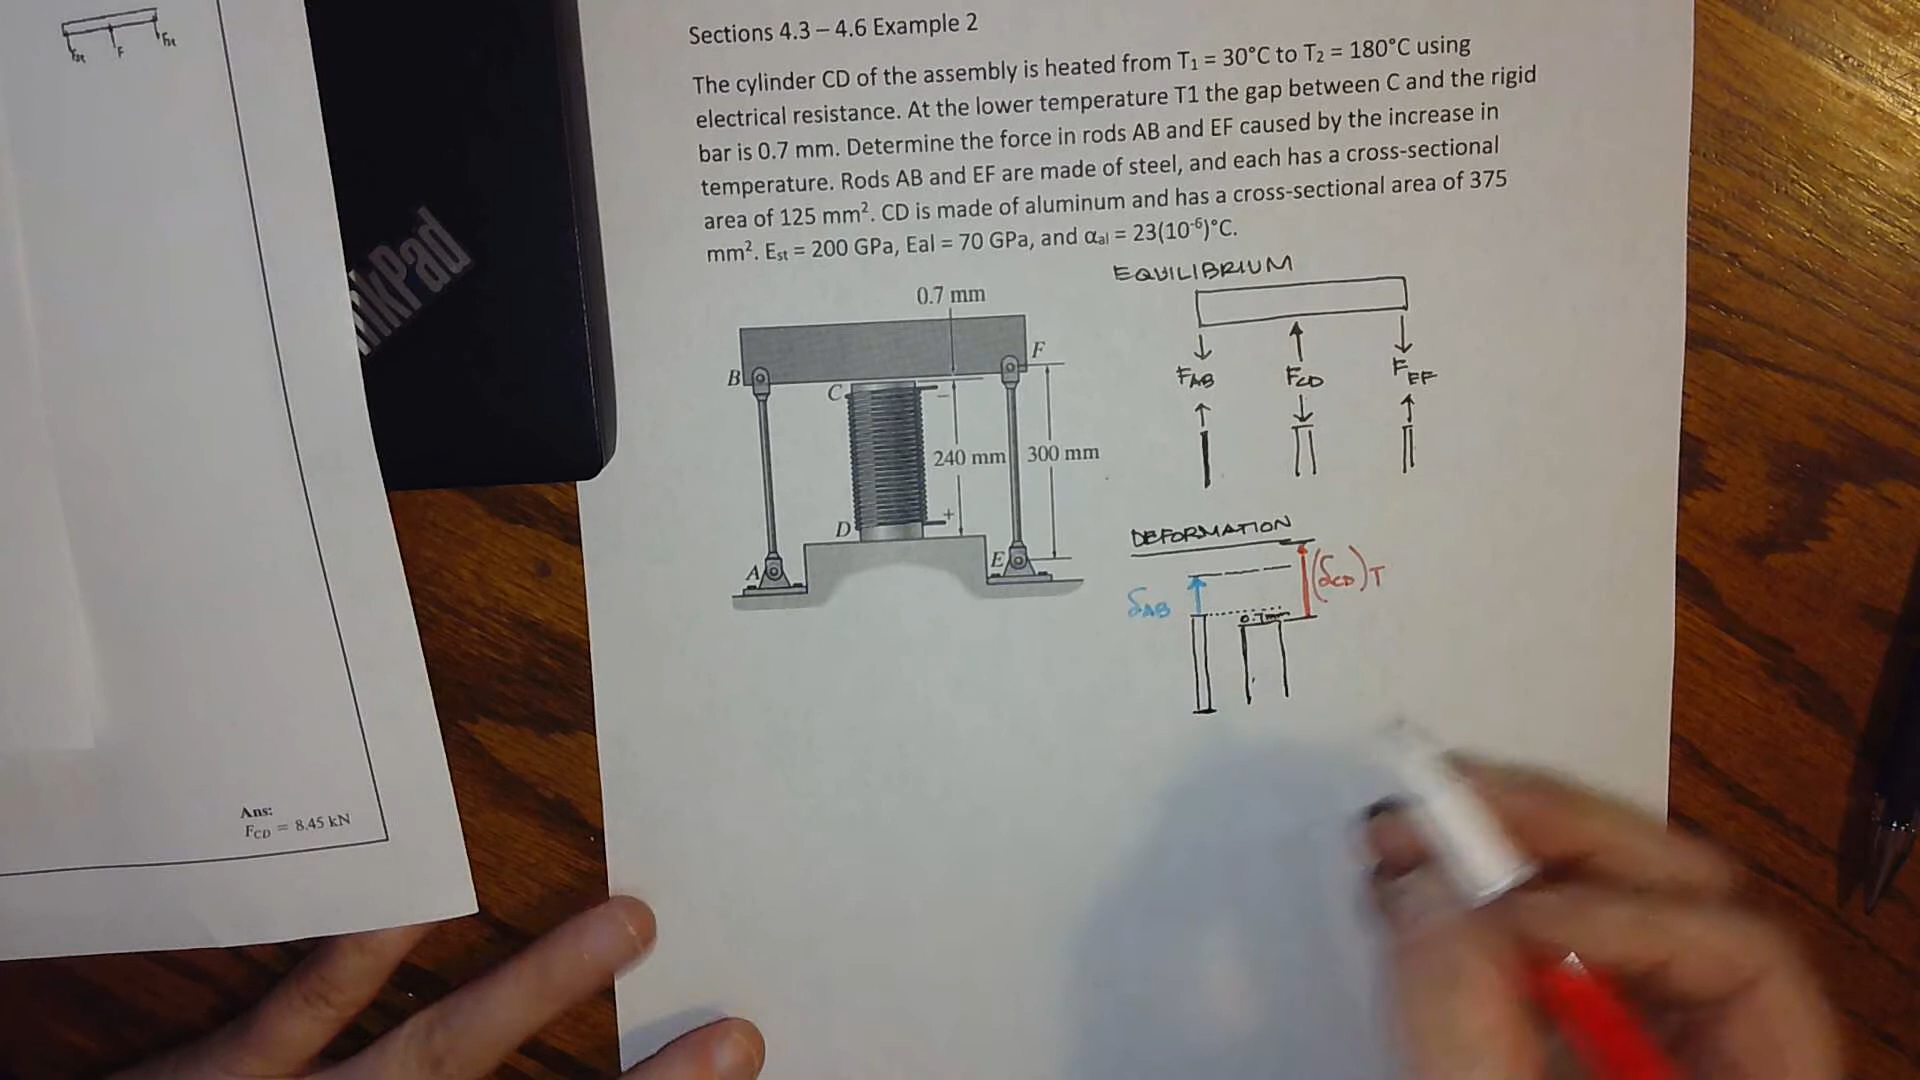 Fst F Fst
Sections 4.3 – 4.6 Example 2
The cylinder CD of the assembly is heated from T₁ = 30°C to T₂ = 180°C using
electrical resistance. At the lower temperature T1 the gap between C and the rigid
bar is 0.7 mm. Determine the force in rods AB and EF caused by the increase in
temperature. Rods AB and EF are made of steel, and each has a cross-sectional
area of 125 mm². CD is made of aluminum and has a cross-sectional area of 375
mm². Eₛₜ = 200 GPa, Eal = 70 GPa, and αₐₗ = 23(10⁻⁶)°C.
EQUILIBRIUM
0.7 mm
F
B
C
–
FAB FCD FEF
240 mm 300 mm
D
+
E
A
DEFORMATION
(δCD)T
δAB
0.7mm
Ans:
F_CD = 8.45 kN